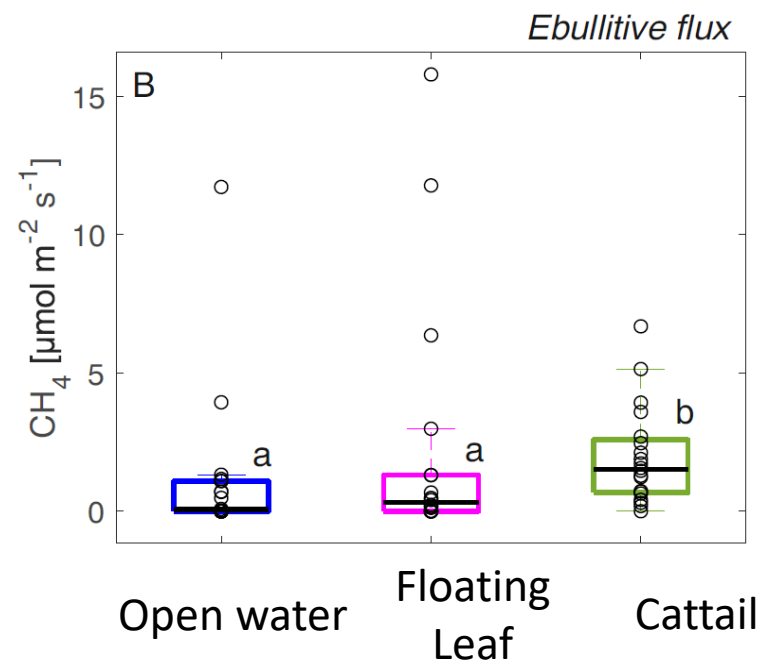 Ebullitive flux
B
CH₄ [µmol m⁻² s⁻¹]
15
10
5
0
a
a
b
Open water
Floating
Leaf
Cattail